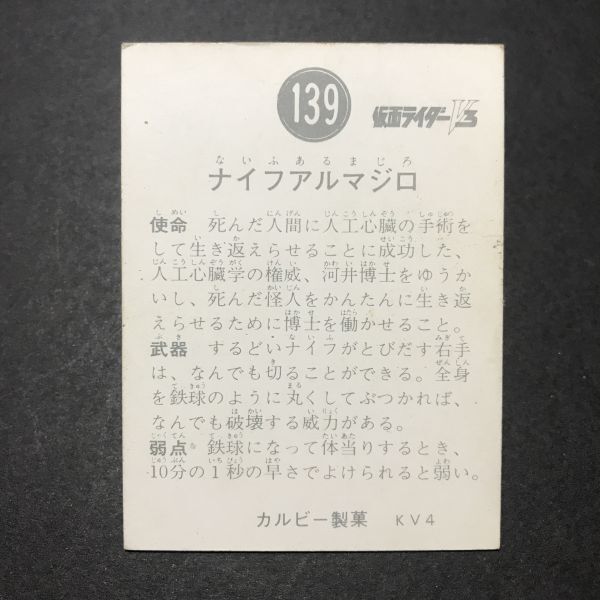 139
仮面ライダーV3
ないふあるまじろ
ナイフアルマジロ
使命 死んだ人間に人工心臓の手術を
して生き返えらせることに成功した、
人工心臓学の権威、河井博士をゆうか
いし、死んだ怪人をかんたんに生き返
えらせるために博士を働かせること。
武器 するどいナイフがとびだす右手
は、なんでも切ることができる。全身
を鉄球のように丸くしてぶつかれば、
なんでも破壊する威力がある。
弱点 鉄球になって体当りするとき、
10分の1秒の早さでよけられると弱い。
カルビー製菓 KV4